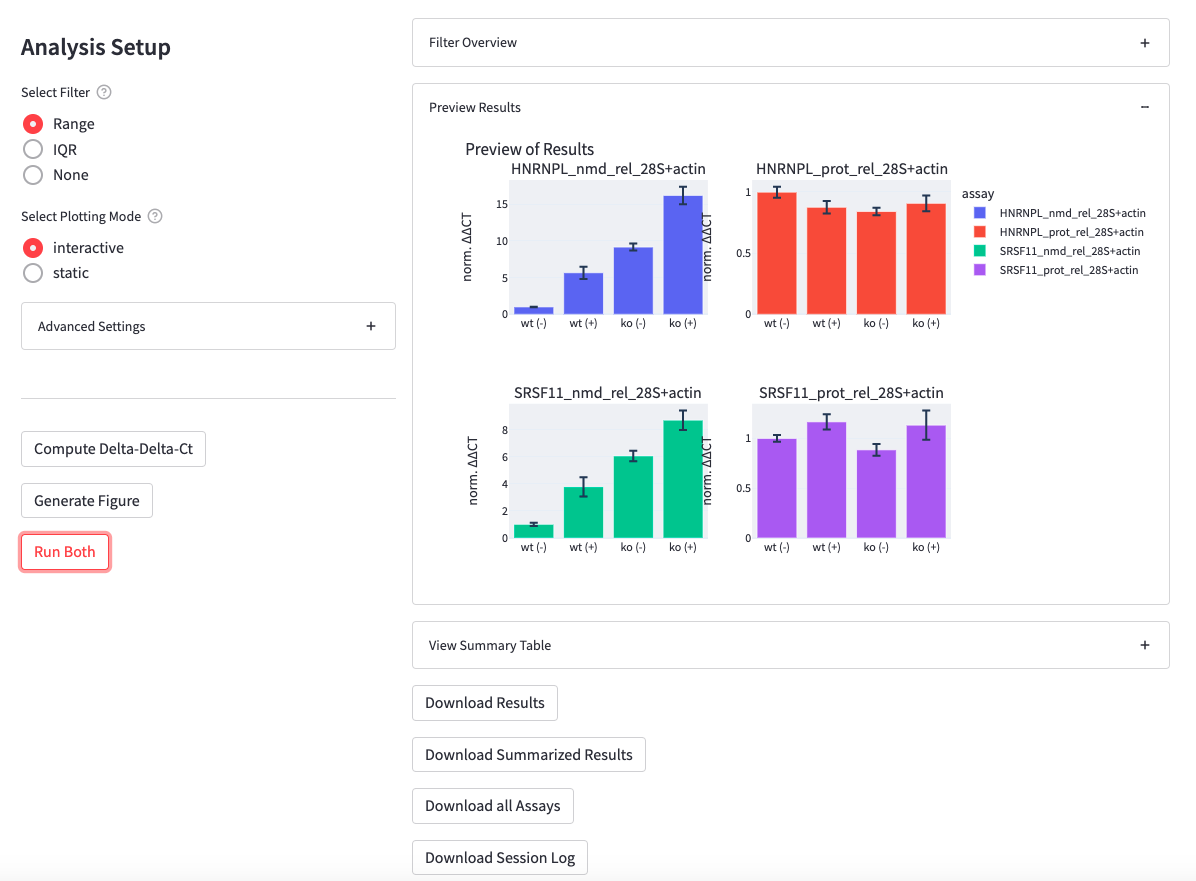 Analysis Setup
Select Filter ?
Range
IQR
None
Select Plotting Mode ?
interactive
static
Advanced Settings +
Compute Delta-Delta-Ct
Generate Figure
Run Both
Filter Overview +
Preview Results −
Preview of Results
HNRNPL_nmd_rel_28S+actin
norm. ΔΔCT
15
10
5
0
wt (-) wt (+) ko (-) ko (+)
HNRNPL_prot_rel_28S+actin
norm. ΔΔCT
1
0.5
0
wt (-) wt (+) ko (-) ko (+)
assay
HNRNPL_nmd_rel_28S+actin
HNRNPL_prot_rel_28S+actin
SRSF11_nmd_rel_28S+actin
SRSF11_prot_rel_28S+actin
SRSF11_nmd_rel_28S+actin
norm. ΔΔCT
8
6
4
2
0
wt (-) wt (+) ko (-) ko (+)
SRSF11_prot_rel_28S+actin
norm. ΔΔCT
1
0.5
0
wt (-) wt (+) ko (-) ko (+)
View Summary Table +
Download Results
Download Summarized Results
Download all Assays
Download Session Log